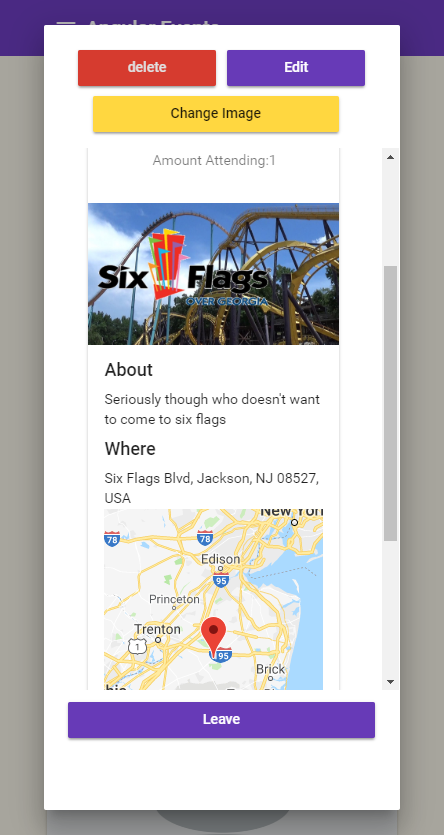 Angular Events
delete
Edit
Change Image
Amount Attending:1
Six Flags
OVER GEORGIA
About
Seriously though who doesn't want
to come to six flags
Where
Six Flags Blvd, Jackson, NJ 08527,
USA
New York
78
78
Edison
95
Princeton
Trenton
1
95
Brick
Leave